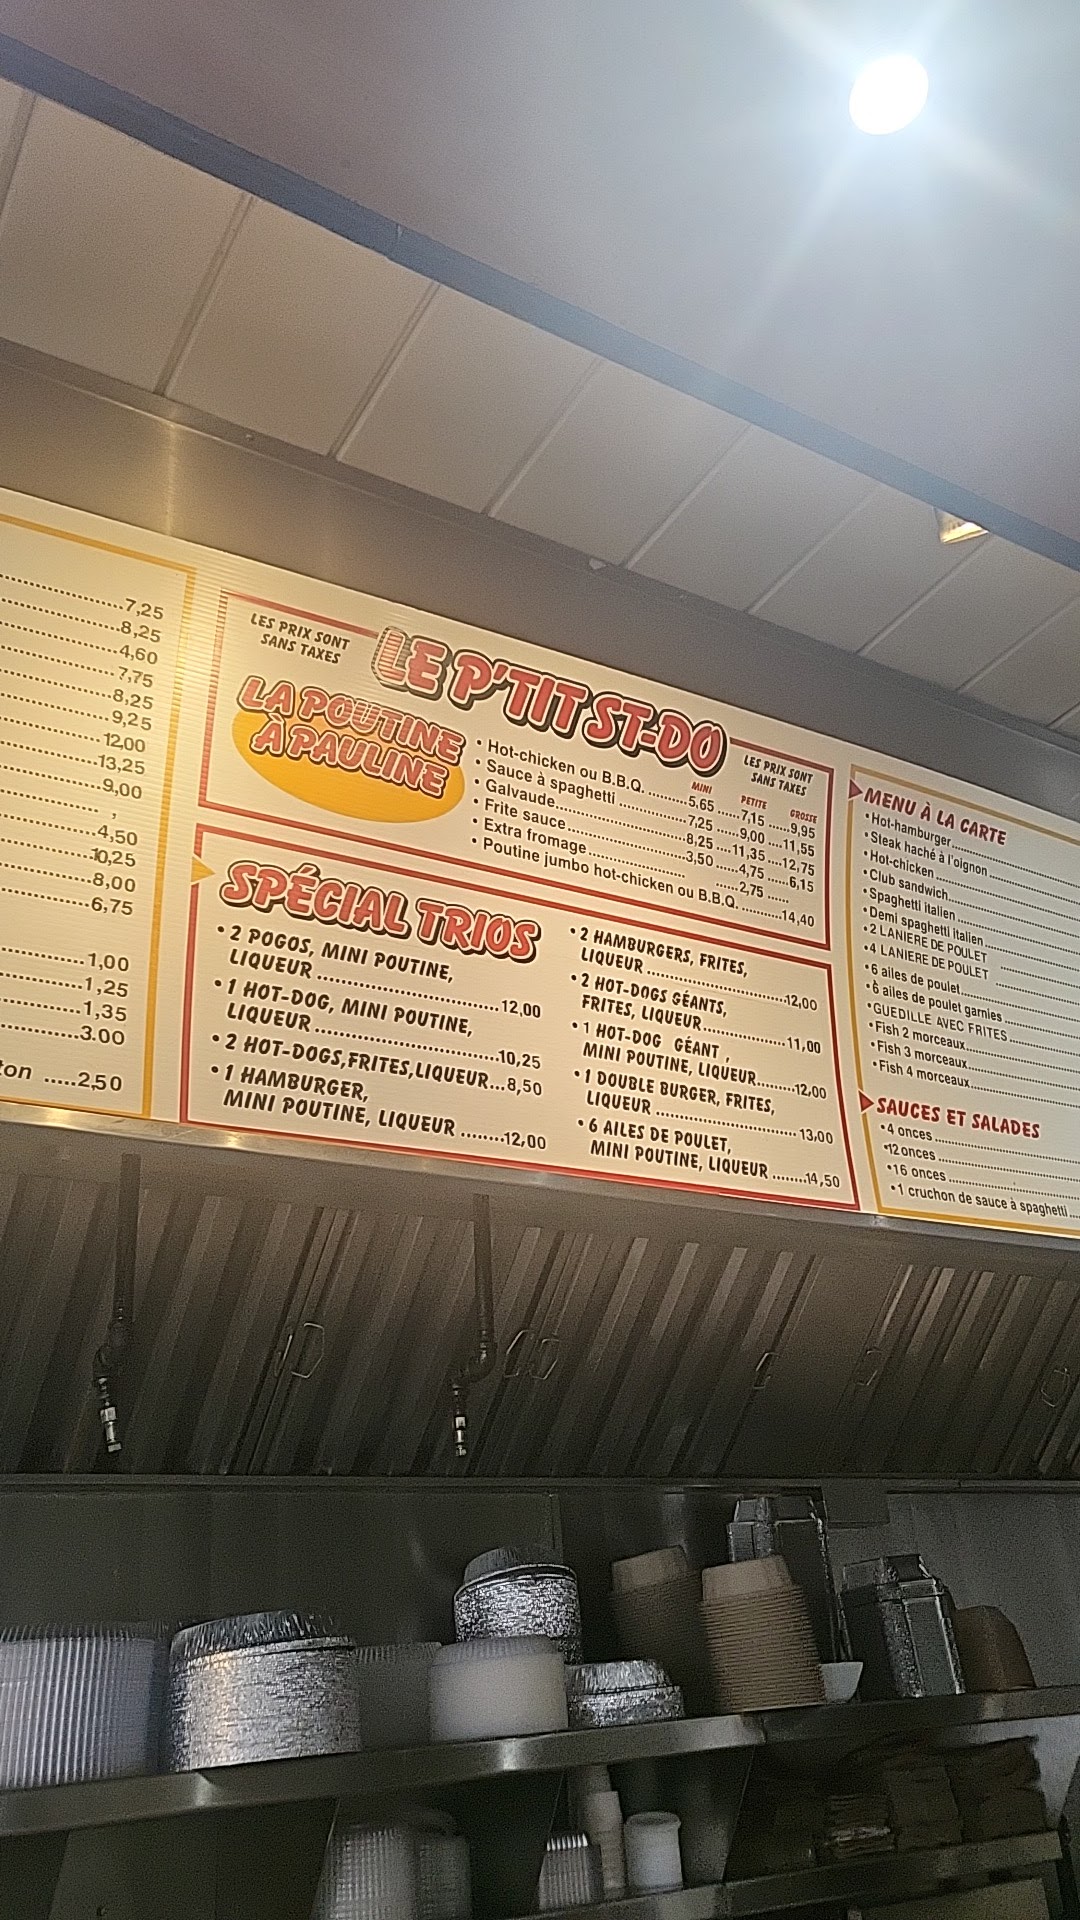 7,25
8,25
4,60
7,75
8,25
9,25
12,00
13,25
9,00
,
4,50
10,25
8,00
6,75
1,00
1,25
1,35
3.00
ton .....2,50
LES PRIX SONT
SANS TAXES
LE P'TIT ST-DO
LES PRIX SONT
SANS TAXES
LA POUTINE
À PAULINE
MINI PETITE GROSSE
• Hot-chicken ou B.B.Q. ..........5,65 .....7,15 .....9,95
• Sauce à spaghetti ...............7,25 .....9,00 ....11,55
• Galvaude.........................8,25 ....11,35....12,75
• Frite sauce......................3,50 .....4,75 .....6,15
• Extra fromage................... ......2,75 ......
• Poutine jumbo hot-chicken ou B.B.Q. ..........14,40
SPÉCIAL TRIOS
• 2 POGOS, MINI POUTINE,
LIQUEUR ..............................12,00
• 1 HOT-DOG, MINI POUTINE,
LIQUEUR ..............................10,25
• 2 HOT-DOGS,FRITES,LIQUEUR...8,50
• 1 HAMBURGER,
MINI POUTINE, LIQUEUR ........12,00
• 2 HAMBURGERS, FRITES,
LIQUEUR .......................12,00
• 2 HOT-DOGS GÉANTS,
FRITES, LIQUEUR..............11,00
• 1 HOT-DOG GÉANT ,
MINI POUTINE, LIQUEUR........12,00
• 1 DOUBLE BURGER, FRITES,
LIQUEUR ....................... 13,00
• 6 AILES DE POULET,
MINI POUTINE, LIQUEUR ........14,50
MENU À LA CARTE
•Hot-hamburger
•Steak haché à l'oignon
•Hot-chicken
•Club sandwich
•Spaghetti italien
•Demi spaghetti italien
•2 LANIERE DE POULET
•4 LANIERE DE POULET
•6 ailes de poulet
•6 ailes de poulet garnies
•GUEDILLE AVEC FRITES
•Fish 2 morceaux
•Fish 3 morceaux
•Fish 4 morceaux
SAUCES ET SALADES
•4 onces
•12 onces
•16 onces
•1 cruchon de sauce à spaghetti